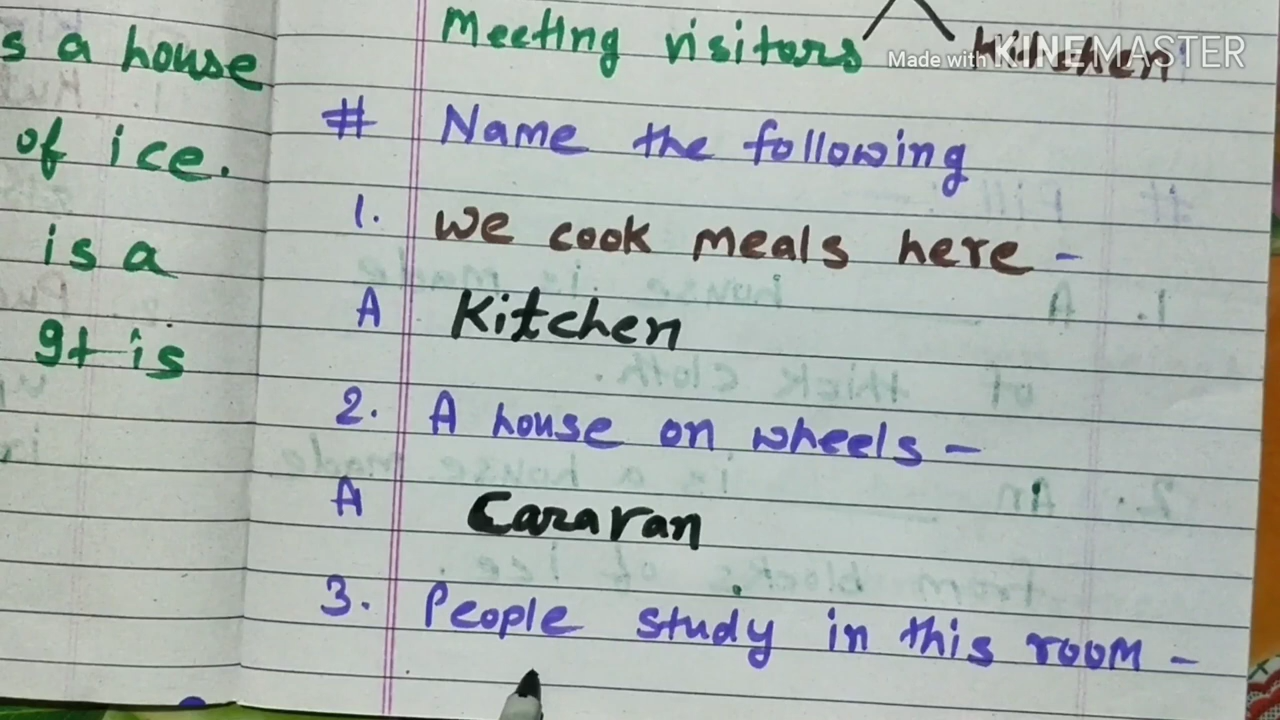 s a house
of ice.
is a
It is
Meeting visitors
Kitchen
Made with KINEMASTER
# Name the following
1. We cook meals here -
A Kitchen
2. A house on wheels -
A Caravan
3. People study in this room -